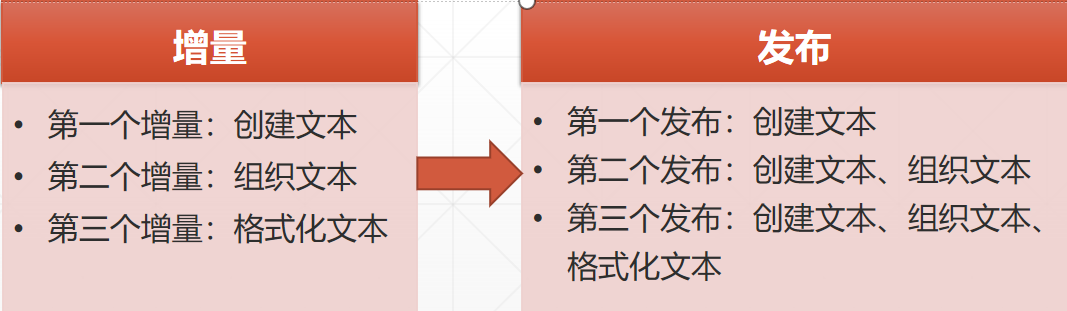 增量
• 第一个增量：创建文本
• 第二个增量：组织文本
• 第三个增量：格式化文本
发布
• 第一个发布：创建文本
• 第二个发布：创建文本、组织文本
• 第三个发布：创建文本、组织文本、
格式化文本